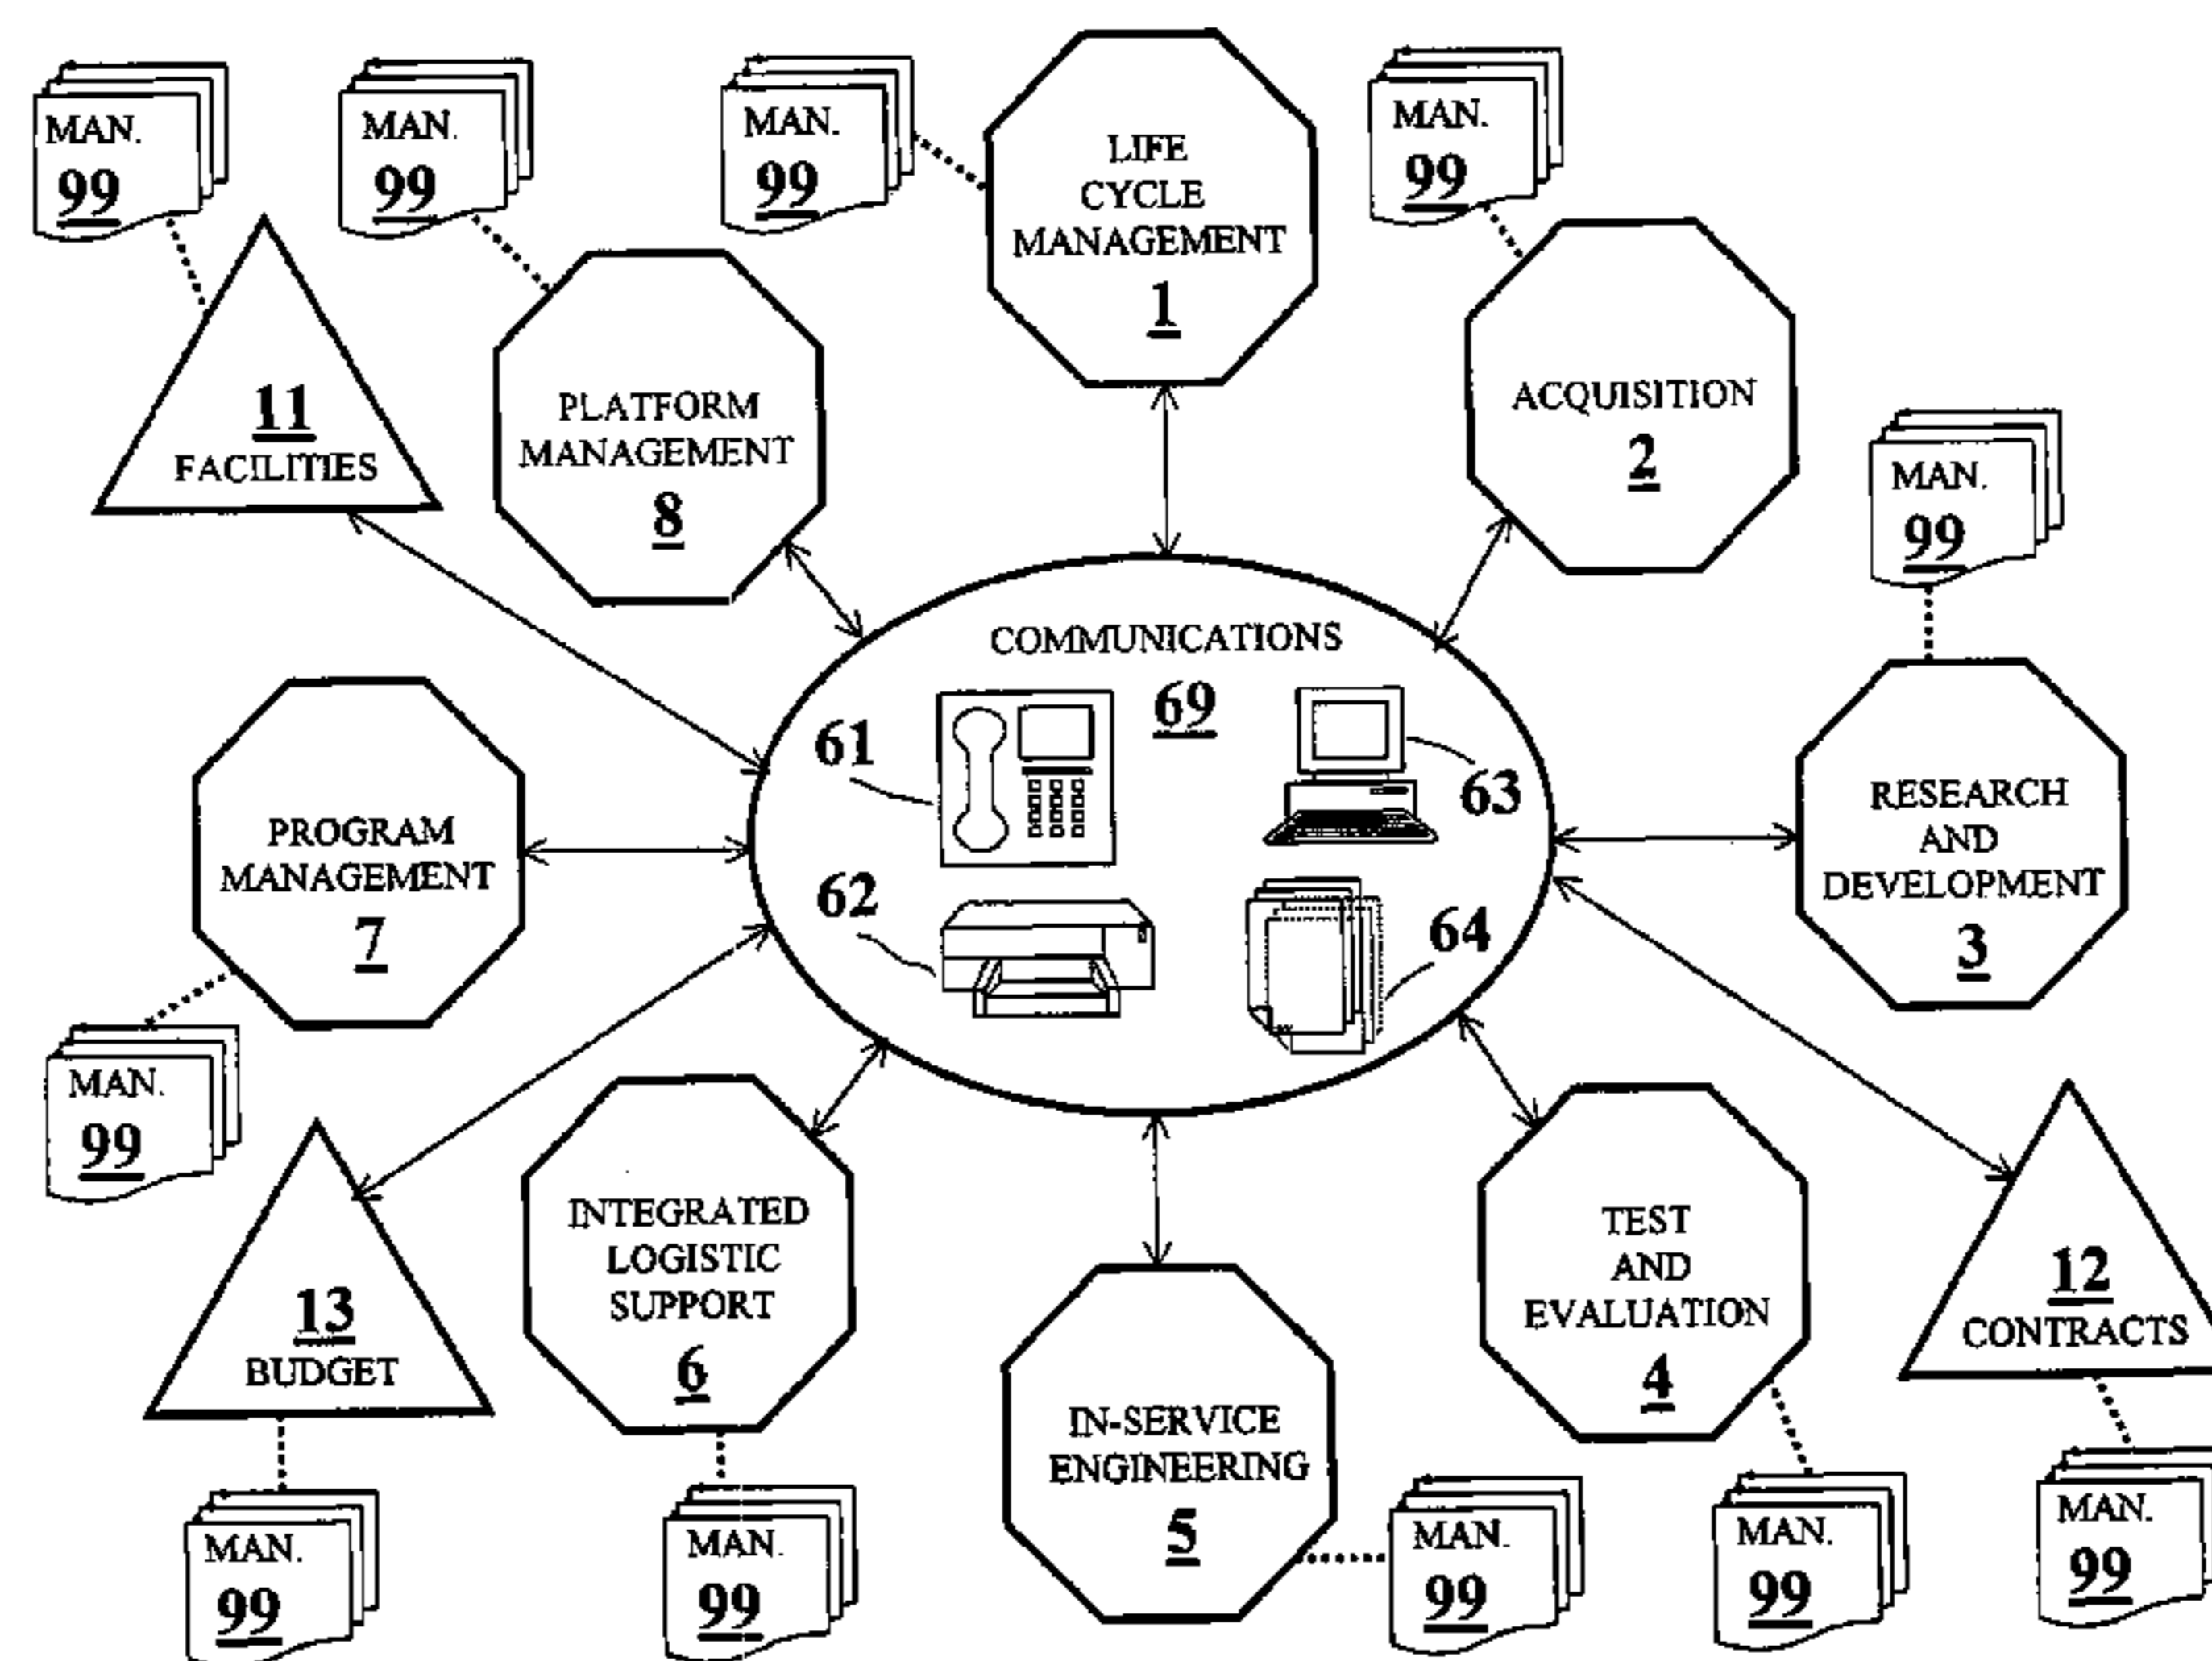 MAN.
99
MAN.
99
MAN.
99
LIFE
CYCLE
MANAGEMENT
1
MAN.
99
11
FACILITIES
PLATFORM
MANAGEMENT
8
ACQUISITION
2
MAN.
99
COMMUNICATIONS
69
61
63
62
64
PROGRAM
MANAGEMENT
7
RESEARCH
AND
DEVELOPMENT
3
MAN.
99
13
BUDGET
INTEGRATED
LOGISTIC
SUPPORT
6
IN-SERVICE
ENGINEERING
5
TEST
AND
EVALUATION
4
12
CONTRACTS
MAN.
99
MAN.
99
MAN.
99
MAN.
99
MAN.
99